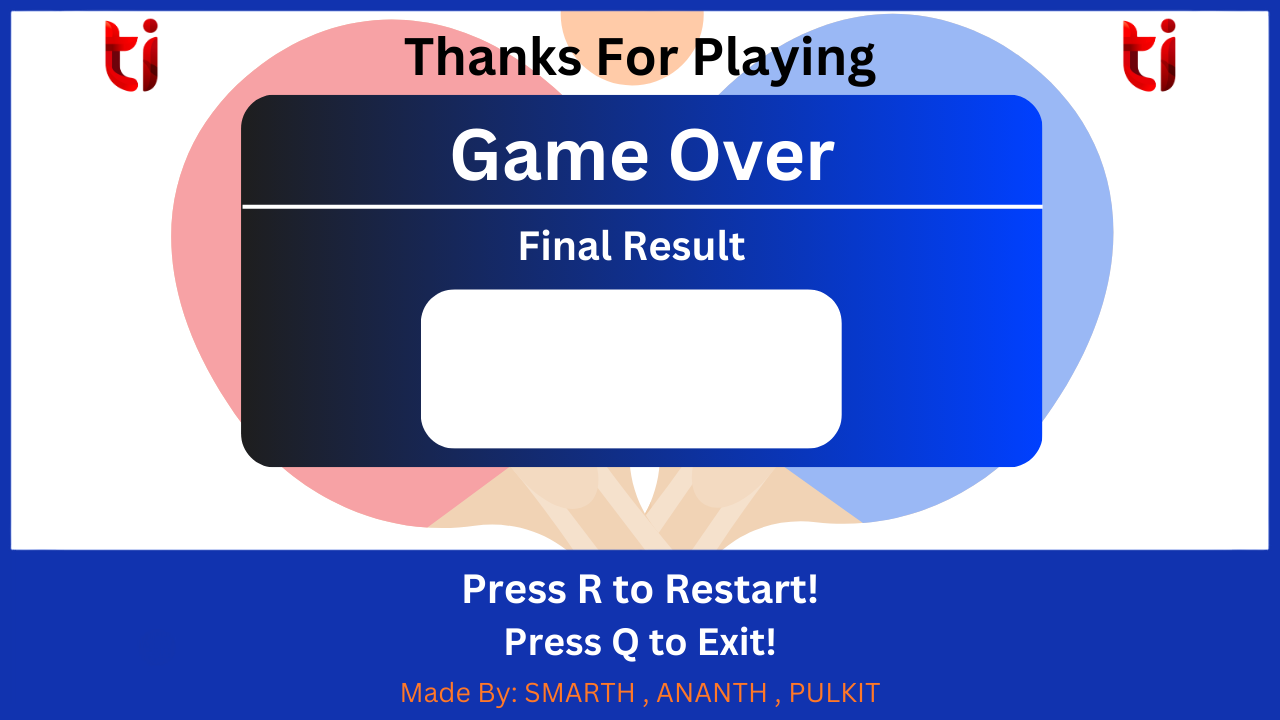 ti
ti
Thanks For Playing
Game Over
Final Result
Press R to Restart!
Press Q to Exit!
Made By: SMARTH , ANANTH , PULKIT